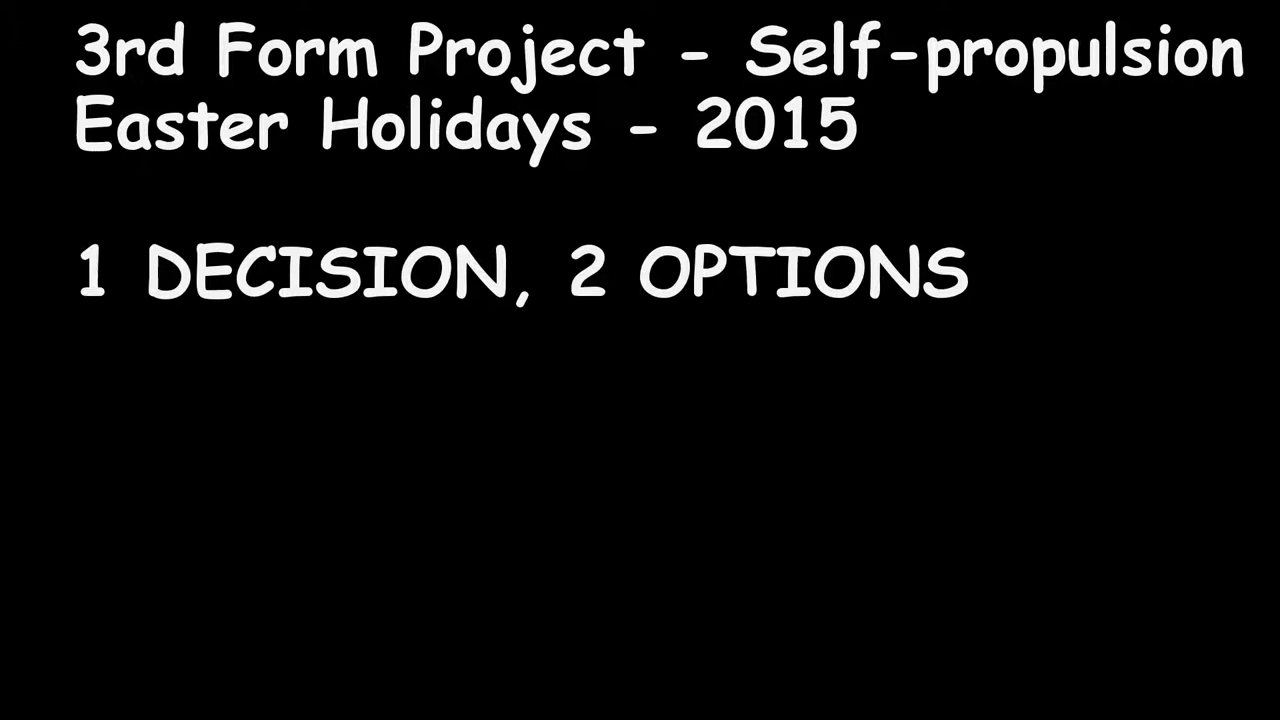 3rd Form Project - Self-propulsion
Easter Holidays - 2015
1 DECISION, 2 OPTIONS